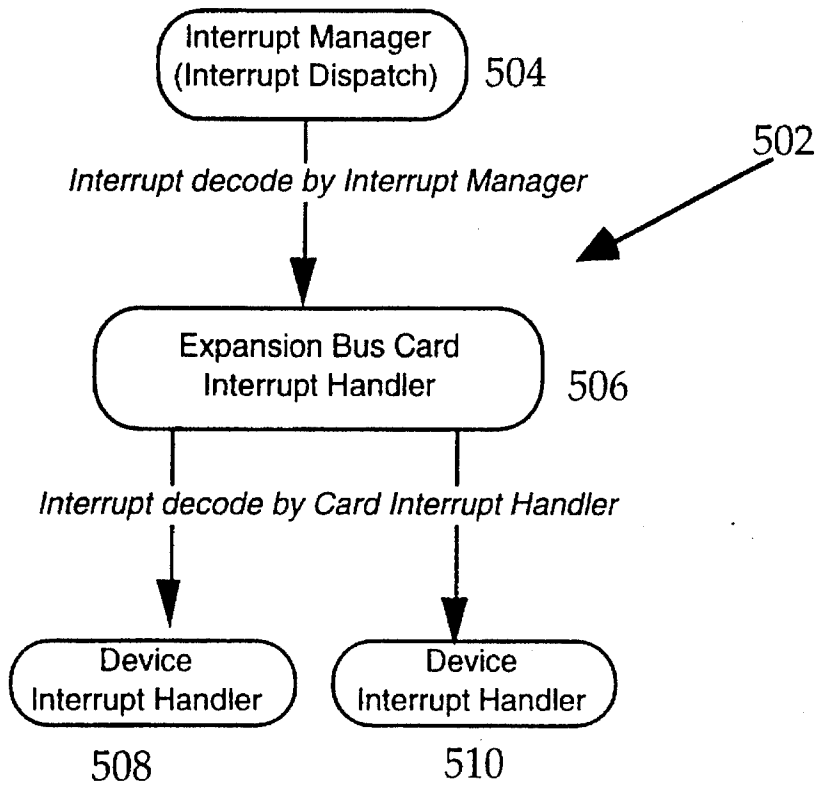 Interrupt Manager
(Interrupt Dispatch)
504
502
Interrupt decode by Interrupt Manager
Expansion Bus Card
Interrupt Handler
506
Interrupt decode by Card Interrupt Handler
Device
Interrupt Handler
Device
Interrupt Handler
508
510